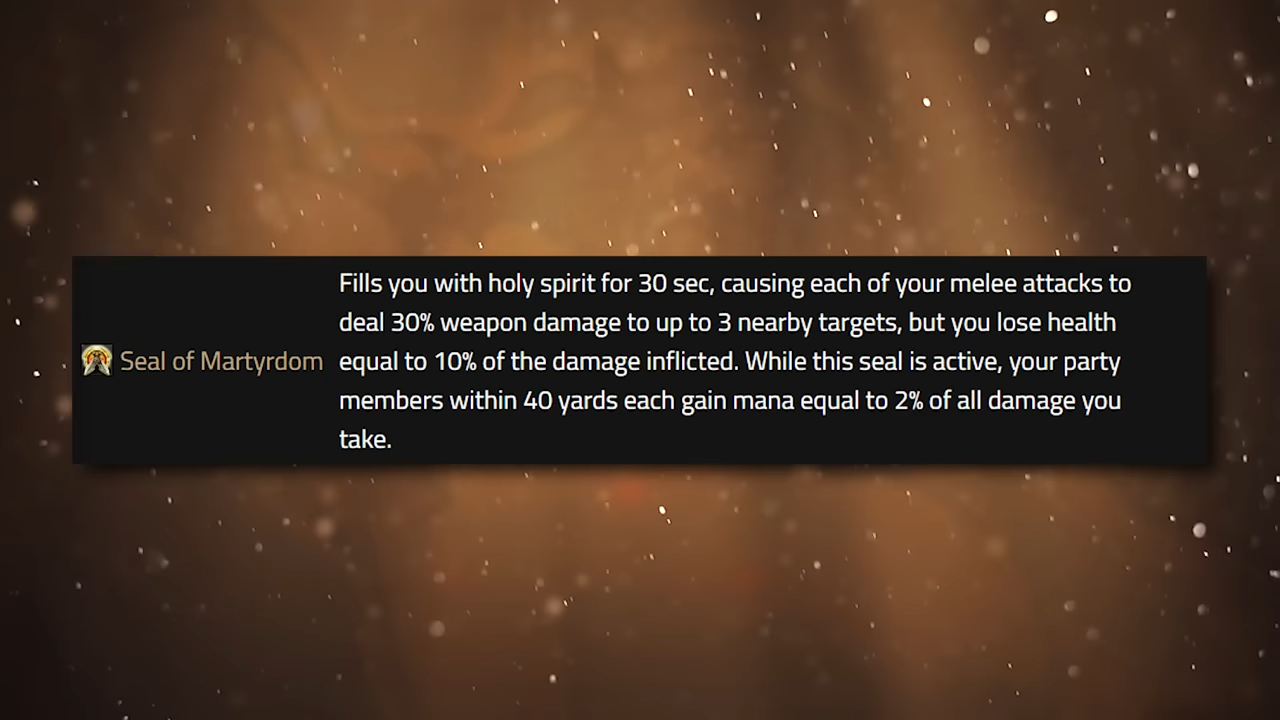 Fills you with holy spirit for 30 sec, causing each of your melee attacks to
deal 30% weapon damage to up to 3 nearby targets, but you lose health
Seal of Martyrdom
equal to 10% of the damage inflicted. While this seal is active, your party
members within 40 yards each gain mana equal to 2% of all damage you
take.